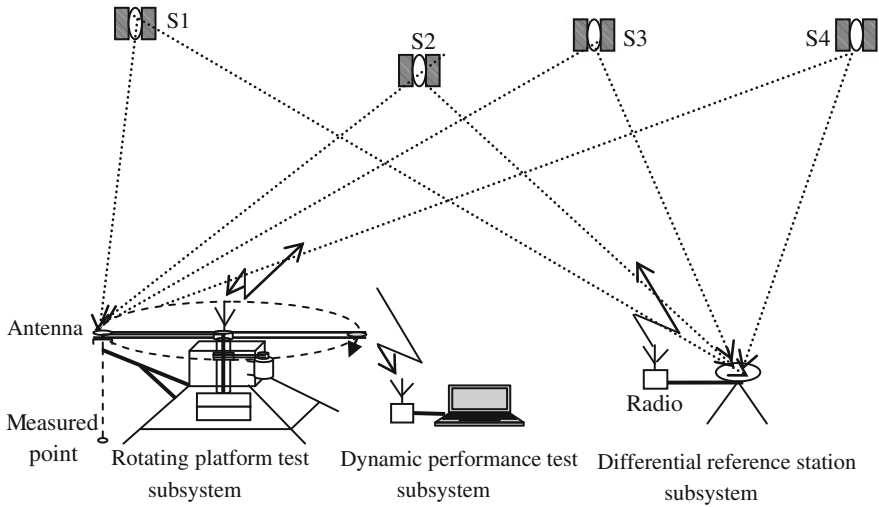 S1
S2
S3
S4
Antenna
Measured
point
Radio
Rotating platform test
subsystem
Dynamic performance test
subsystem
Differential reference station
subsystem